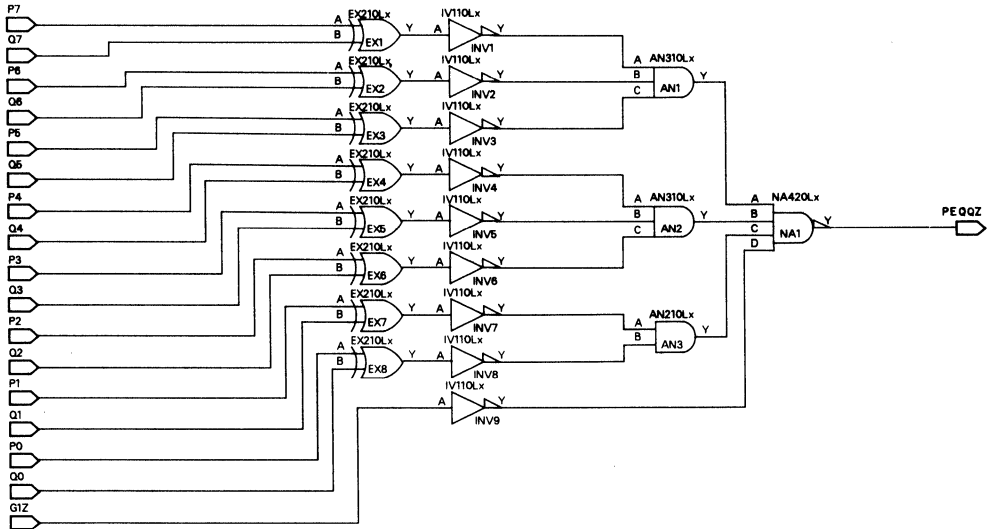 P7
Q7
P6
Q6
P5
Q5
P4
Q4
P3
Q3
P2
Q2
P1
Q1
P0
Q0
G1Z
EX210Lx
A
B
EX1
Y
EX210Lx
A
B
EX2
Y
EX210Lx
A
B
EX3
Y
EX210Lx
A
B
EX4
Y
EX210Lx
A
B
EX5
Y
EX210Lx
A
B
EX6
Y
EX210Lx
A
B
EX7
Y
EX210Lx
A
B
EX8
Y
IV110Lx
A
Y
INV1
IV110Lx
A
Y
INV2
IV110Lx
A
Y
INV3
IV110Lx
A
Y
INV4
IV110Lx
A
Y
INV5
IV110Lx
A
Y
INV6
IV110Lx
A
Y
INV7
IV110Lx
A
Y
INV8
IV110Lx
A
Y
INV9
AN310Lx
A
B
C
AN1
Y
AN310Lx
A
B
C
AN2
Y
AN210Lx
A
B
AN3
Y
NA420Lx
A
B
C
D
NA1
Y
PEQQZ